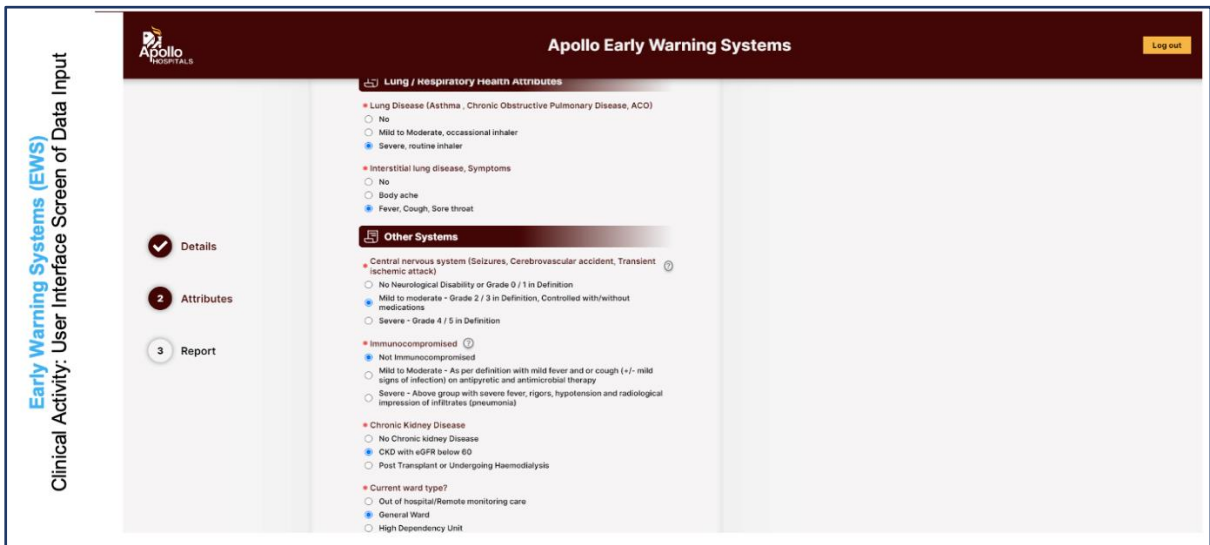 Early Warning Systems (EWS)
Clinical Activity: User Interface Screen of Data Input
Apollo
HOSPITALS
Apollo Early Warning Systems
Log out
Lung / Respiratory Health Attributes
* Lung Disease (Asthma , Chronic Obstructive Pulmonary Disease, ACO)
No
Mild to Moderate, occassional inhaler
Severe, routine inhaler
* Interstitial lung disease, Symptoms
No
Body ache
Fever, Cough, Sore throat
Details
2 Attributes
3 Report
Other Systems
* Central nervous system (Seizures, Cerebrovascular accident, Transient
ischemic attack) ?
No Neurological Disability or Grade 0 / 1 in Definition
Mild to moderate - Grade 2 / 3 in Definition, Controlled with/without
medications
Severe - Grade 4 / 5 in Definition
* Immunocompromised ?
Not Immunocompromised
Mild to Moderate - As per definition with mild fever and or cough (+/- mild
signs of infection) on antipyretic and antimicrobial therapy
Severe - Above group with severe fever, rigors, hypotension and radiological
impression of infiltrates (pneumonia)
* Chronic Kidney Disease
No Chronic kidney Disease
CKD with eGFR below 60
Post Transplant or Undergoing Haemodialysis
* Current ward type?
Out of hospital/Remote monitoring care
General Ward
High Dependency Unit